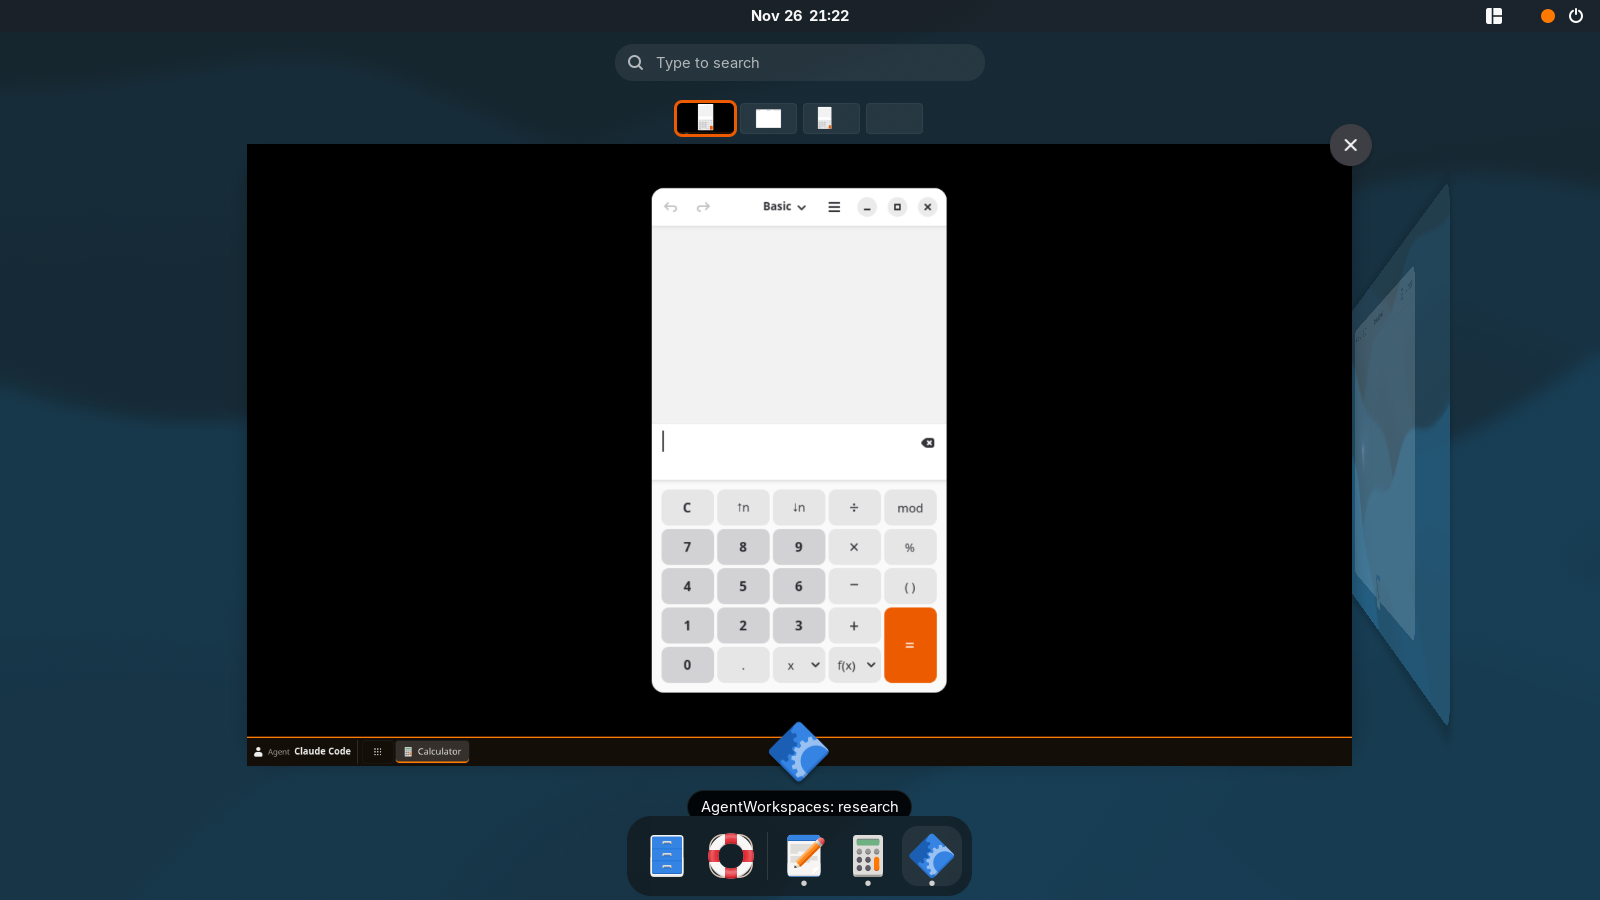 Nov 26 21:22
Type to search
Basic
C ↑n ↓n ÷ mod
7 8 9 × %
4 5 6 − ( )
1 2 3 +
=
0 . x f(x)
Agent Claude Code
Calculator
AgentWorkspaces: research